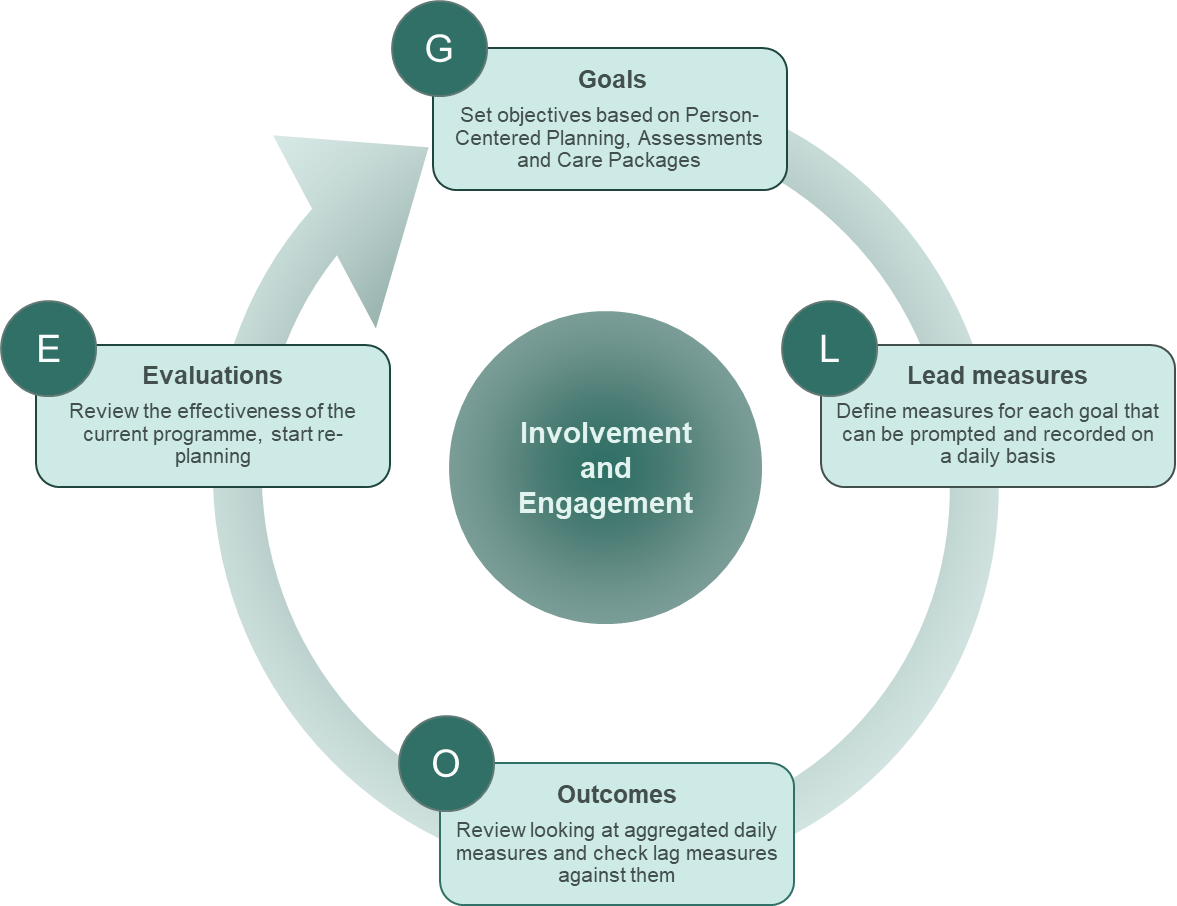 G
Goals
Set objectives based on Person-
Centered Planning, Assessments
and Care Packages
L
Lead measures
Define measures for each goal that
can be prompted and recorded on
a daily basis
O
Outcomes
Review looking at aggregated daily
measures and check lag measures
against them
E
Evaluations
Review the effectiveness of the
current programme, start re-
planning
Involvement
and
Engagement